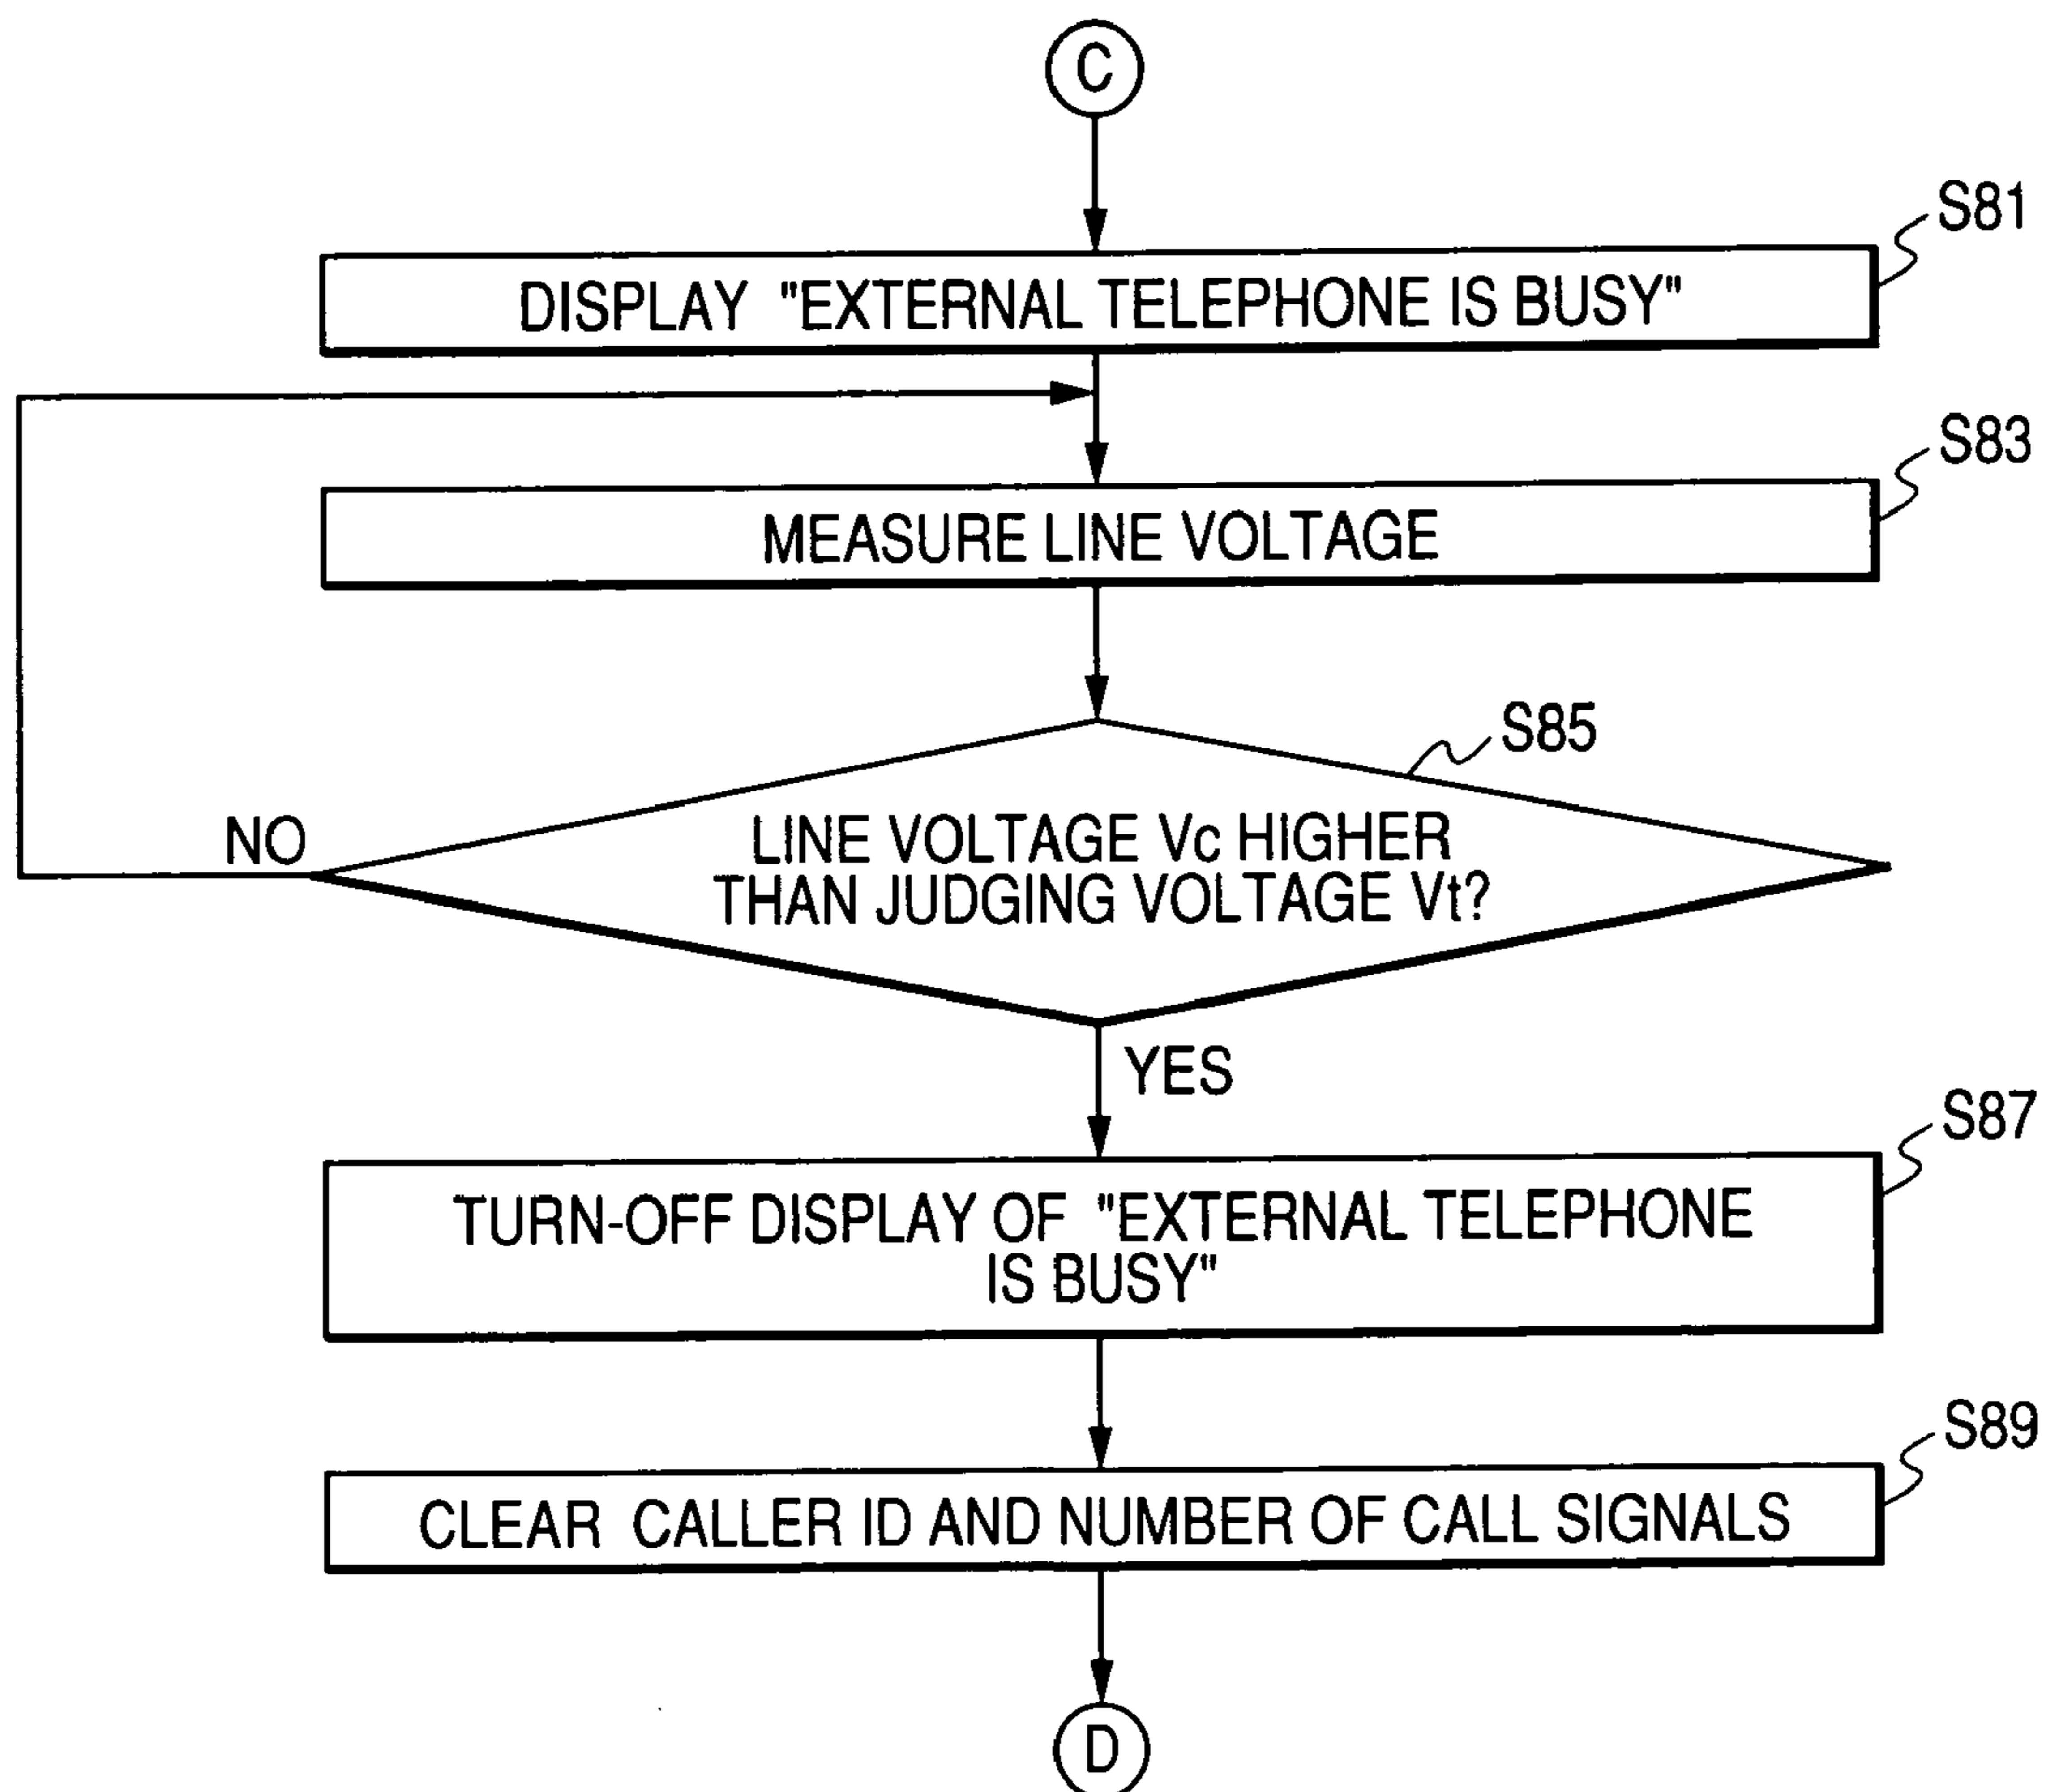 C
S81
DISPLAY "EXTERNAL TELEPHONE IS BUSY"
S83
MEASURE LINE VOLTAGE
S85
LINE VOLTAGE Vc HIGHER
THAN JUDGING VOLTAGE Vt?
NO
YES
S87
TURN-OFF DISPLAY OF "EXTERNAL TELEPHONE
IS BUSY"
S89
CLEAR CALLER ID AND NUMBER OF CALL SIGNALS
D